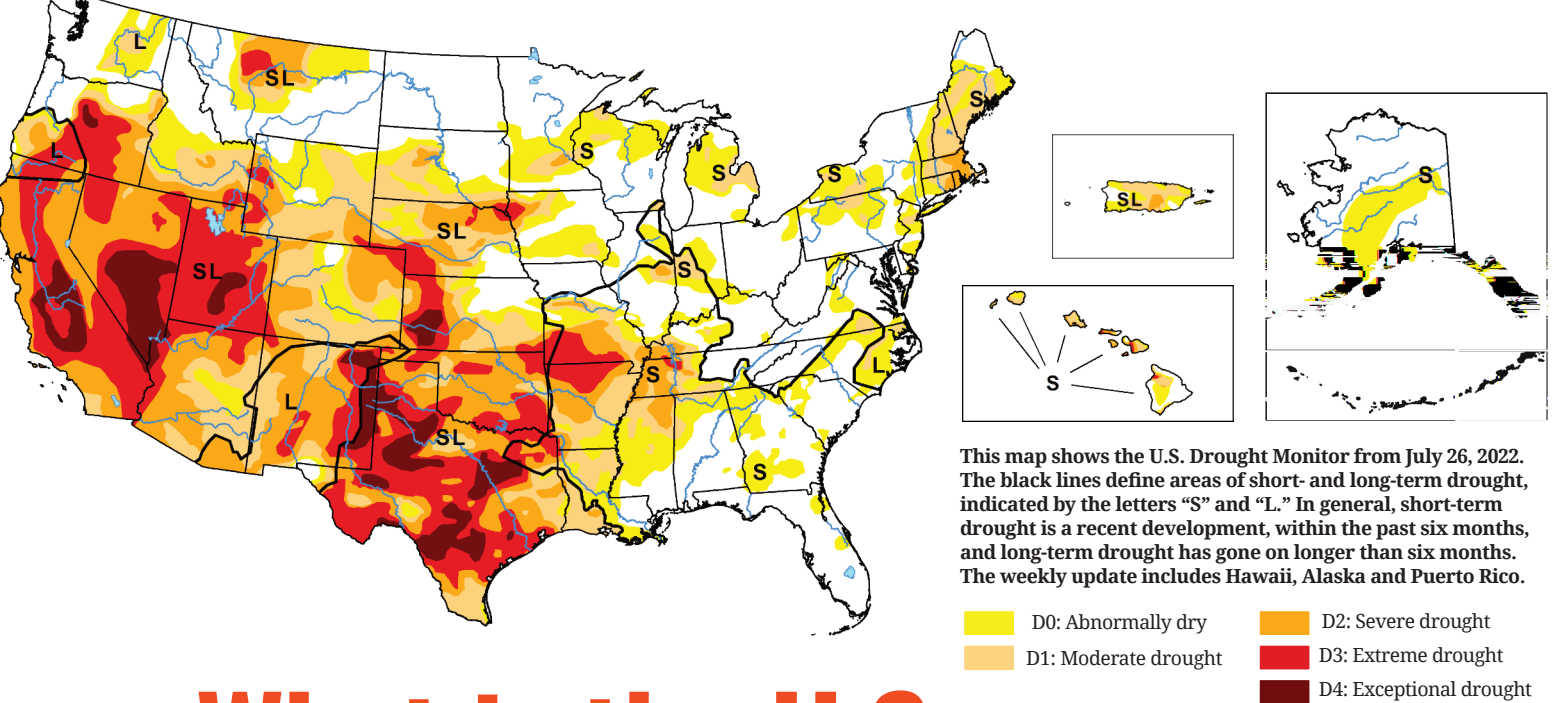 L
SL
S
S
S
S
L
SL
S
SL
S
S
L
SL
S
L
S
SL
S
S
S
This map shows the U.S. Drought Monitor from July 26, 2022.
The black lines define areas of short- and long-term drought,
indicated by the letters “S” and “L.” In general, short-term
drought is a recent development, within the past six months,
and long-term drought has gone on longer than six months.
The weekly update includes Hawaii, Alaska and Puerto Rico.
D0: Abnormally dry
D1: Moderate drought
D2: Severe drought
D3: Extreme drought
D4: Exceptional drought